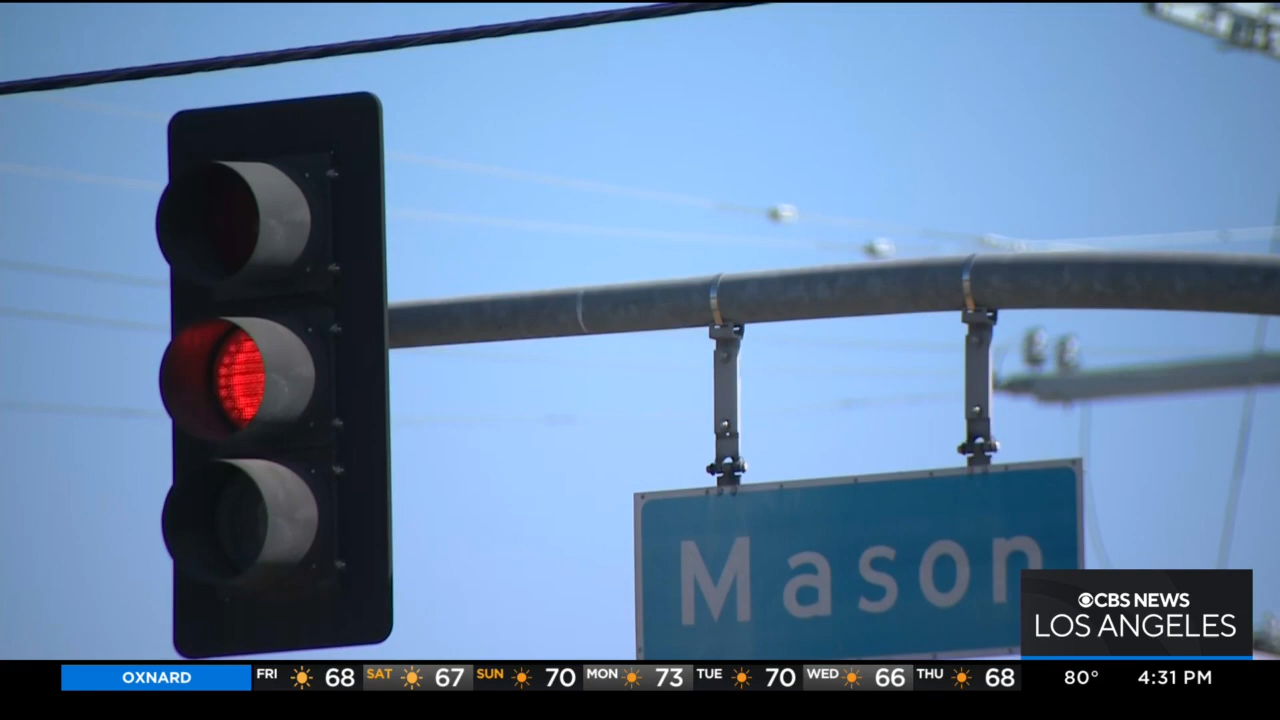 Mason
CBS NEWS
LOS ANGELES
OXNARD FRI 68 SAT 67 SUN 70 MON 73 TUE 70 WED 66 THU 68 80° 4:31 PM